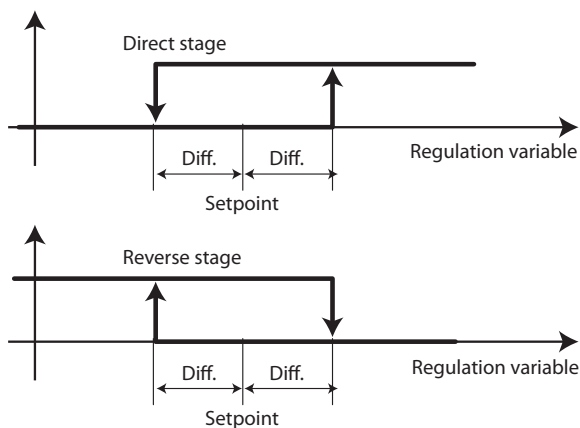 Direct stage
Regulation variable
Diff. Diff.
Setpoint
Reverse stage
Regulation variable
Diff. Diff.
Setpoint